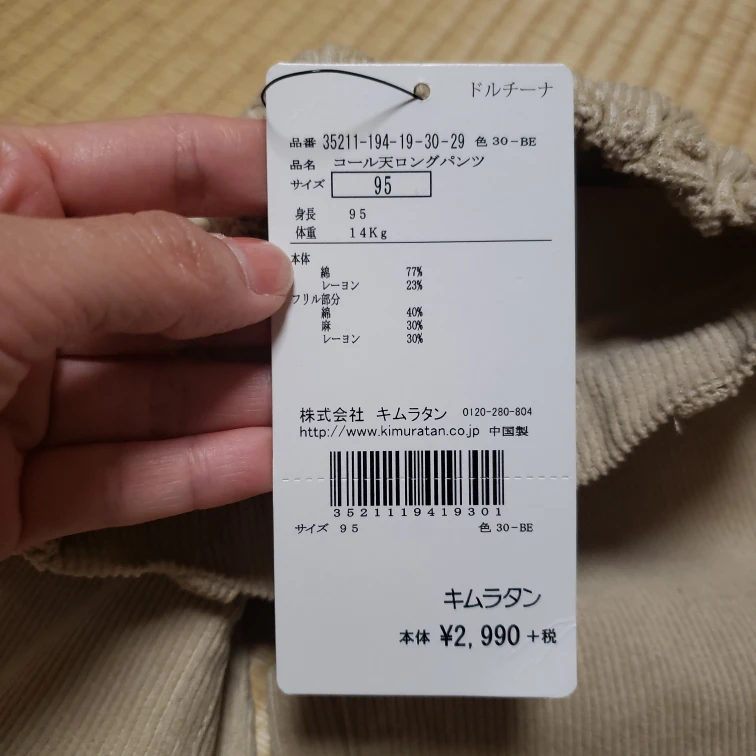 ドルチーナ
品番 35211-194-19-30-29 色 30-BE
品名 コール天ロングパンツ
サイズ 95
身長 95
体重 14Kg
本体
綿 77%
レーヨン 23%
フリル部分
綿 40%
麻 30%
レーヨン 30%
株式会社 キムラタン 0120-280-804
http://www.kimuratan.co.jp 中国製
3521119419301
サイズ 95 色 30-BE
キムラタン
本体 ¥2,990+税